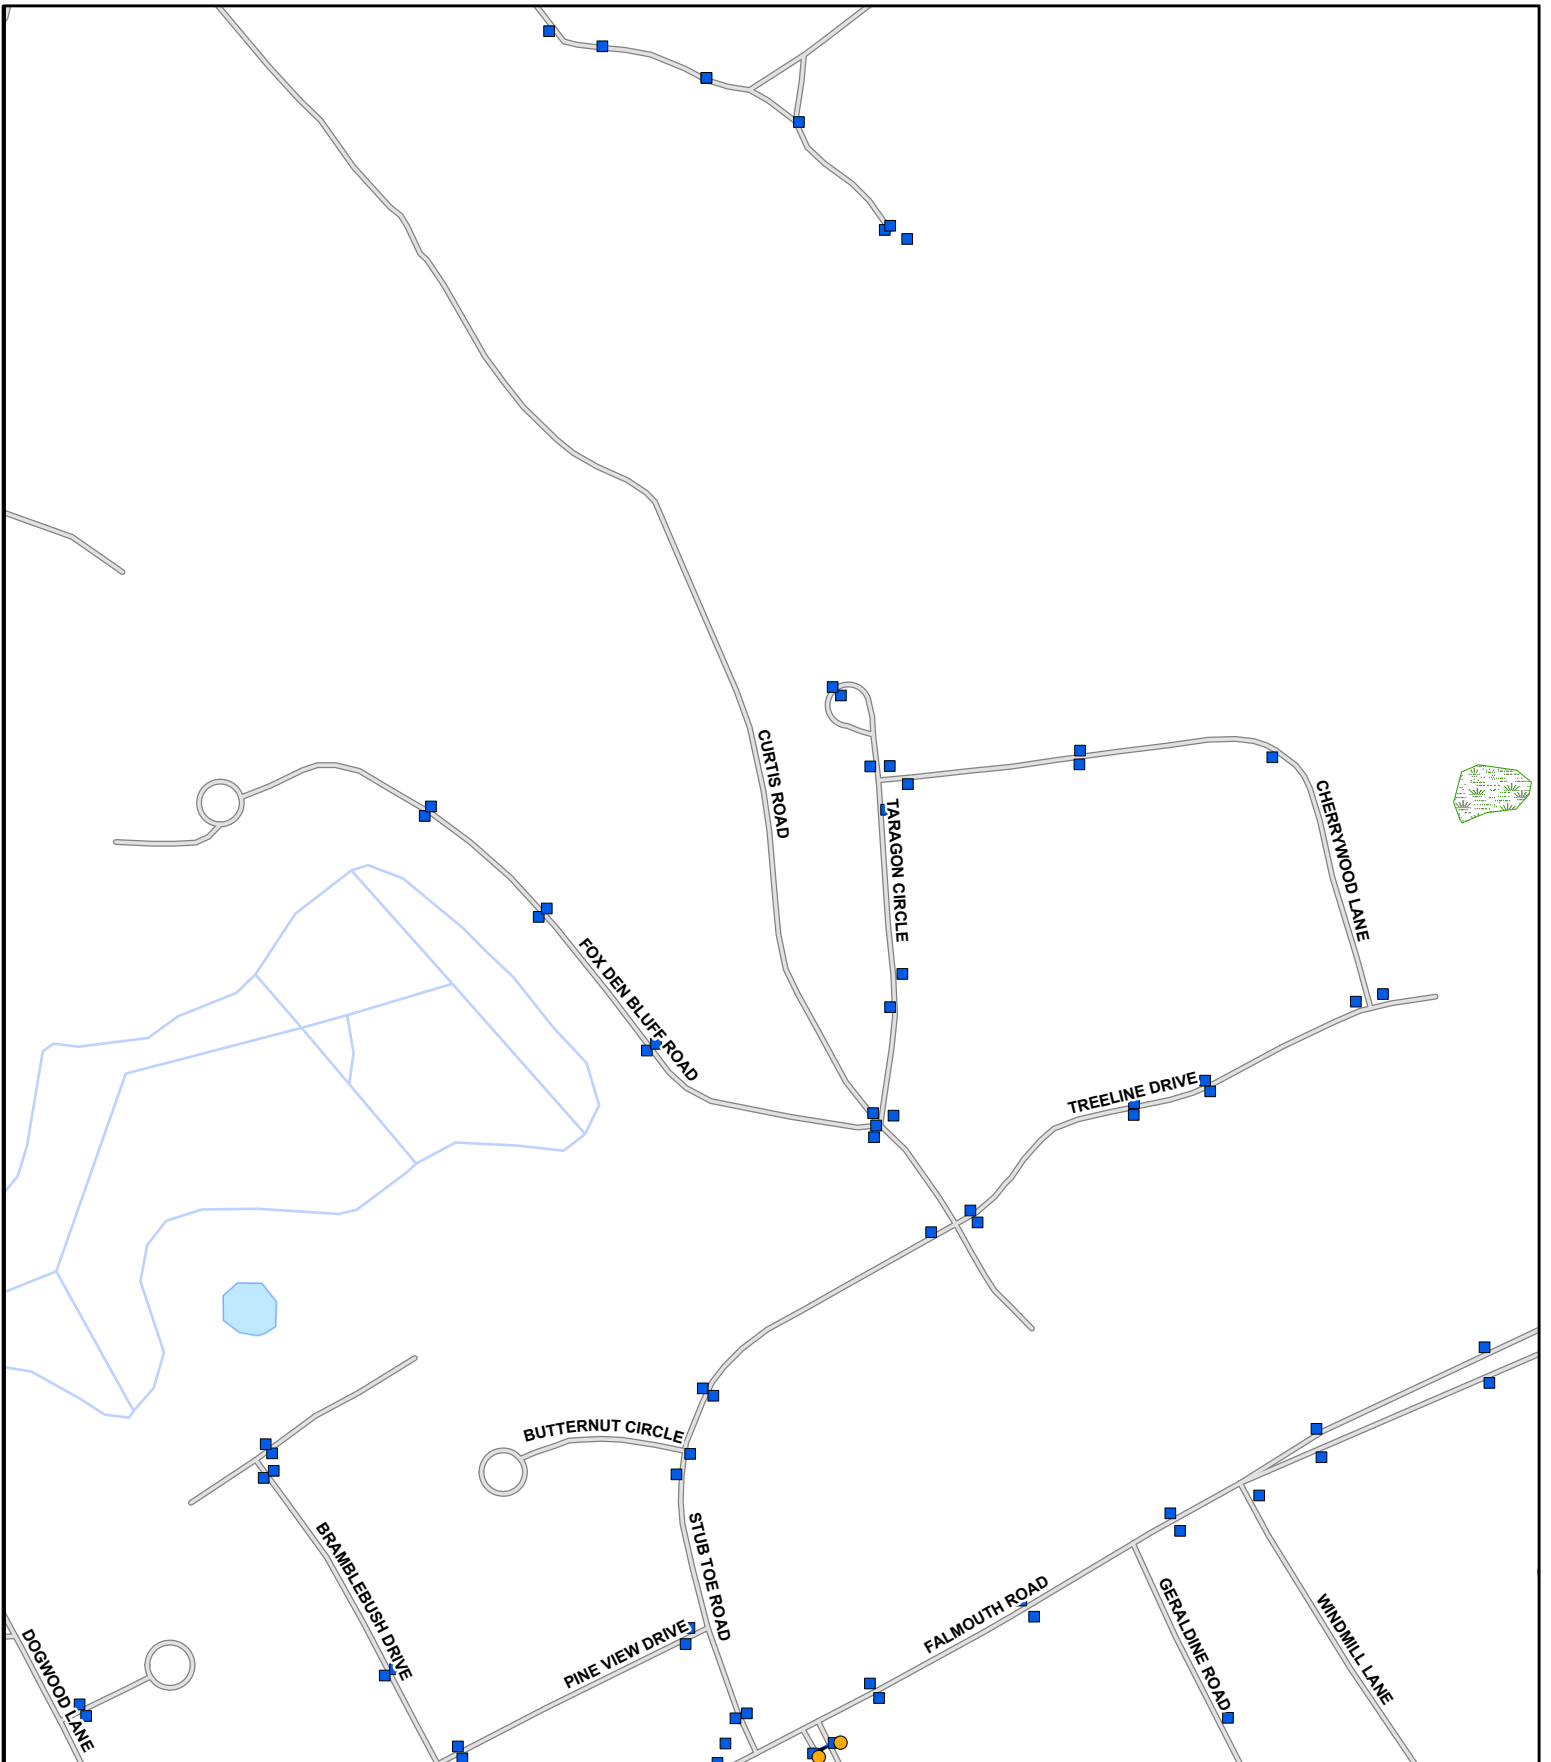 CURTIS ROAD
TARAGON CIRCLE
CHERRYWOOD LANE
FOX DEN BLUFF ROAD
TREELINE DRIVE
BUTTERNUT CIRCLE
STUB TOE ROAD
BRAMBLEBUSH DRIVE
FALMOUTH ROAD
GERALDINE ROAD
WINDMILL LANE
PINE VIEW DRIVE
DOGWOOD LANE